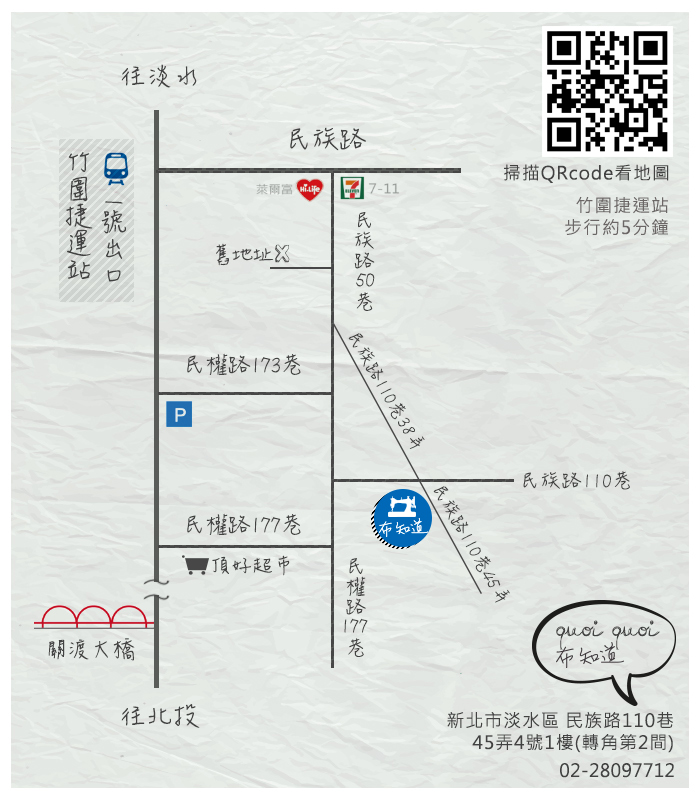 往淡水
民族路
竹圍捷運站
一號出口
萊爾富
Hi-Life
7-ELEVEN
7-11
掃描QRcode看地圖
竹圍捷運站
步行約5分鐘
民族路50巷
舊地址
民族路110巷38弄
民權路173巷
P
民族路110巷
布知道
民族路110巷45弄
民權路177巷
頂好超市
民權路177巷
關渡大橋
quoi quoi
布知道
往北投
新北市淡水區 民族路110巷
45弄4號1樓(轉角第2間)
02-28097712